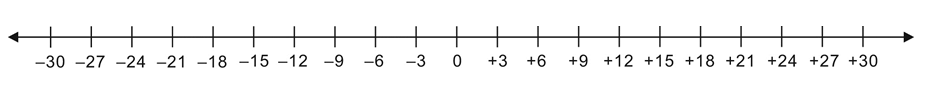 –30 –27 –24 –21 –18 –15 –12 –9 –6 –3 0 +3 +6 +9 +12 +15 +18 +21 +24 +27 +30